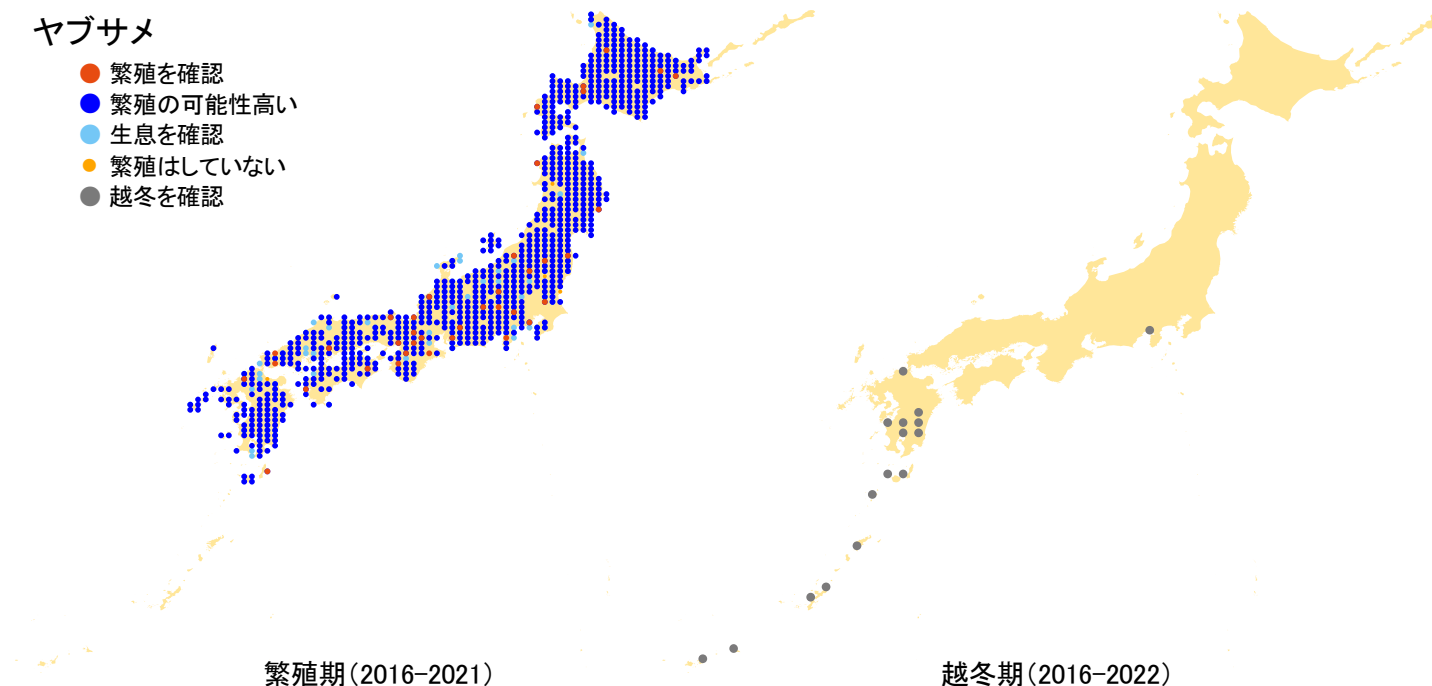 ヤブサメ
繁殖を確認
繁殖の可能性高い
生息を確認
繁殖はしていない
越冬を確認
繁殖期(2016-2021)
越冬期(2016-2022)